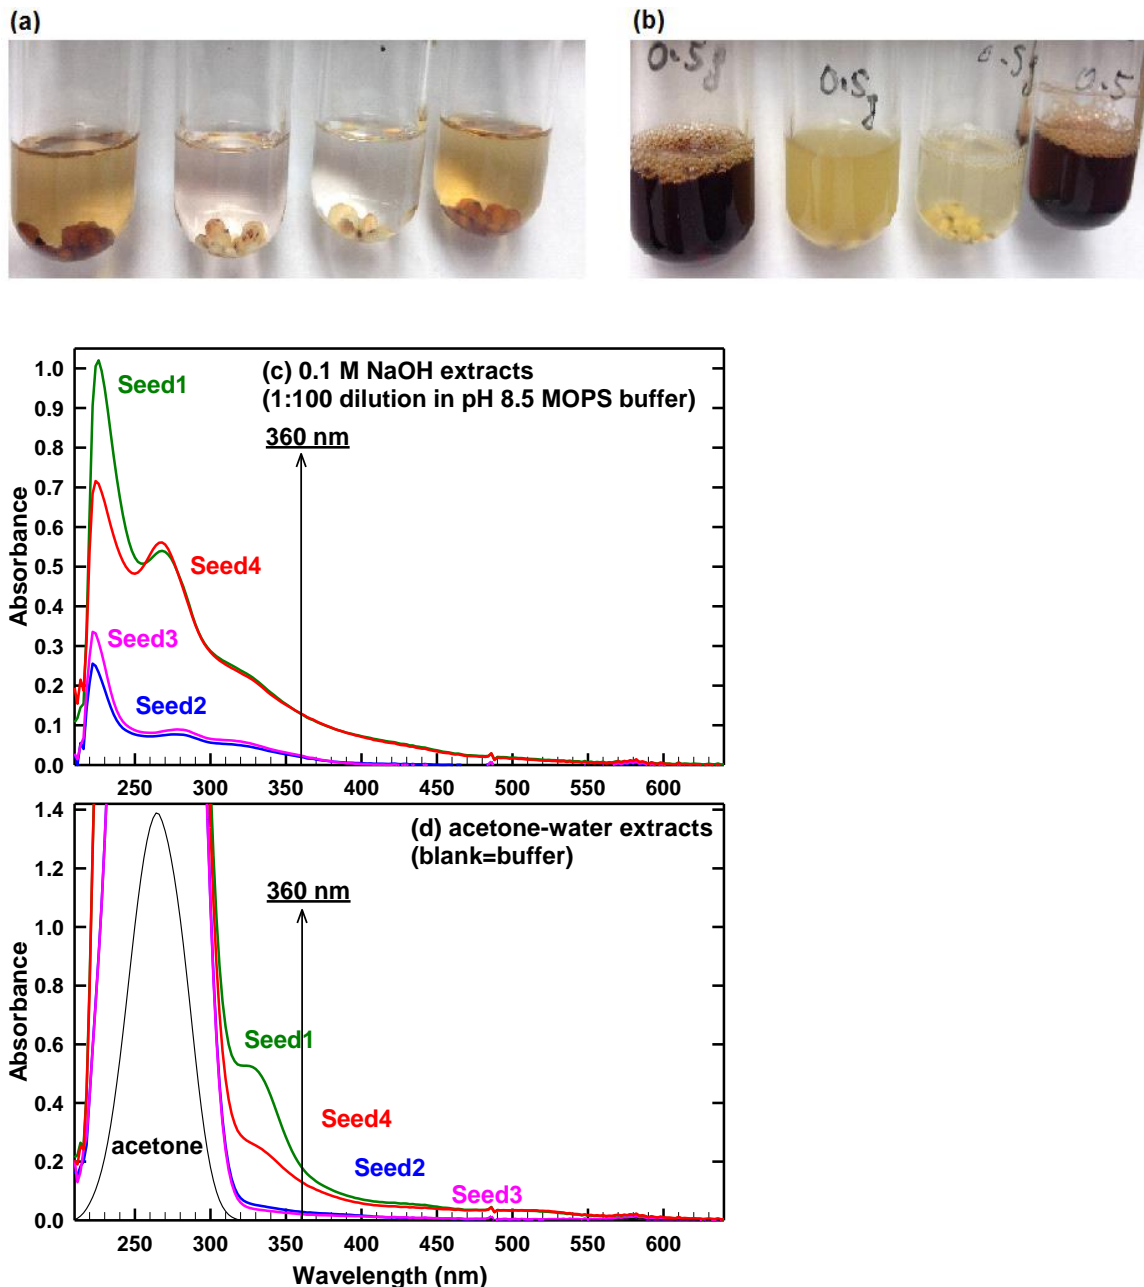 (a)
(b)
0.5g
0.5g
0.5g
0.5
1.0
0.9
0.8
0.7
0.6
0.5
0.4
0.3
0.2
0.1
0.0
Absorbance
(c) 0.1 M NaOH extracts
(1:100 dilution in pH 8.5 MOPS buffer)
360 nm
Seed1
Seed4
Seed3
Seed2
250 300 350 400 450 500 550 600
1.4
1.2
1.0
0.8
0.6
0.4
0.2
0.0
Absorbance
(d) acetone-water extracts
(blank=buffer)
360 nm
Seed1
Seed4
acetone
Seed2
Seed3
250 300 350 400 450 500 550 600
Wavelength (nm)